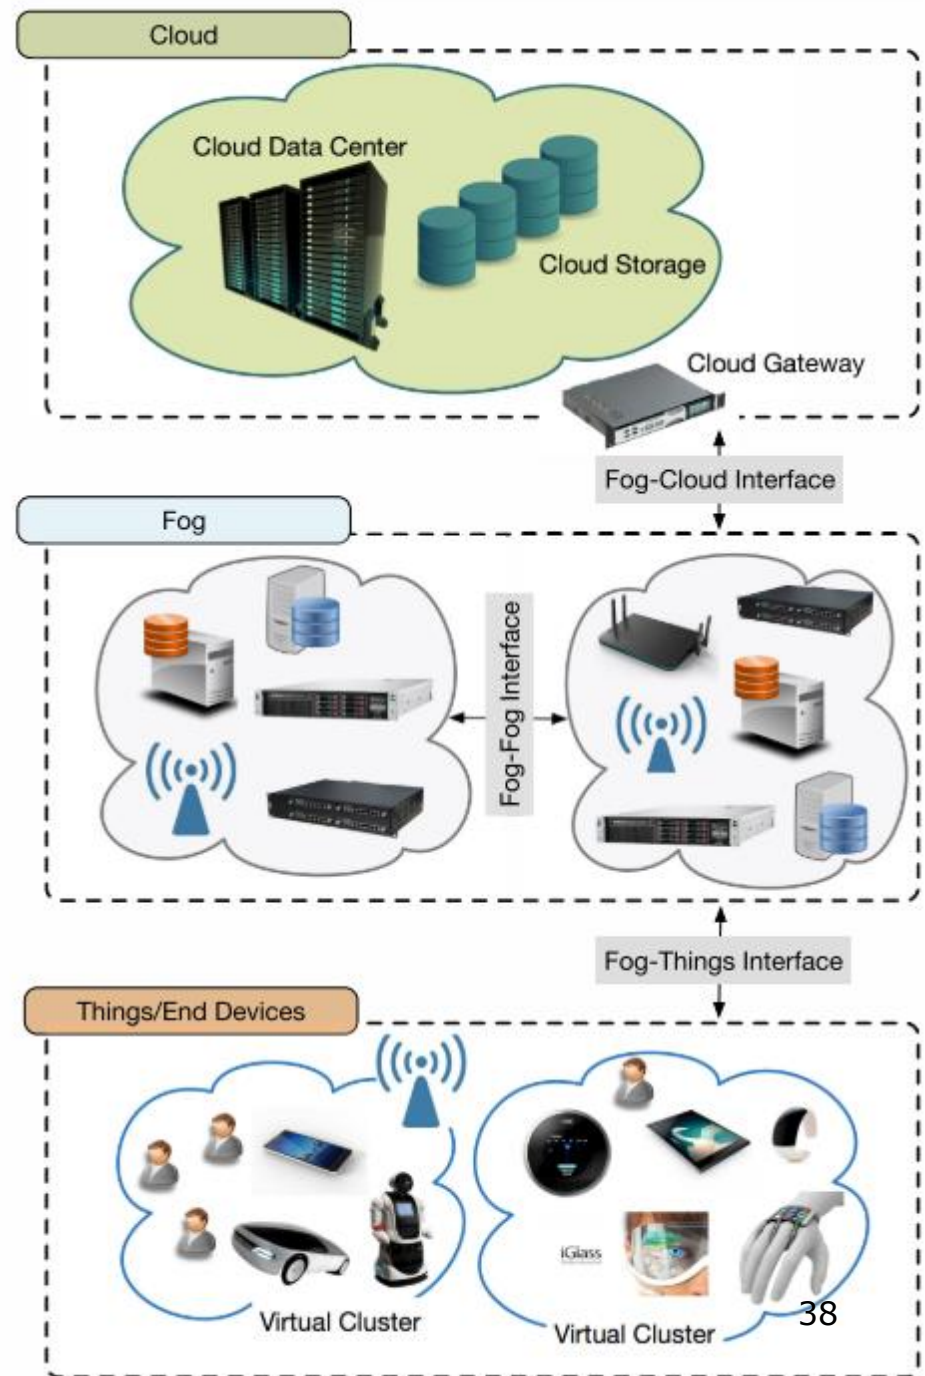 Cloud
Cloud Data Center
Cloud Storage
Cloud Gateway
Fog-Cloud Interface
Fog
Fog-Fog Interface
Fog-Things Interface
Things/End Devices
iGlass
38
Virtual Cluster
Virtual Cluster